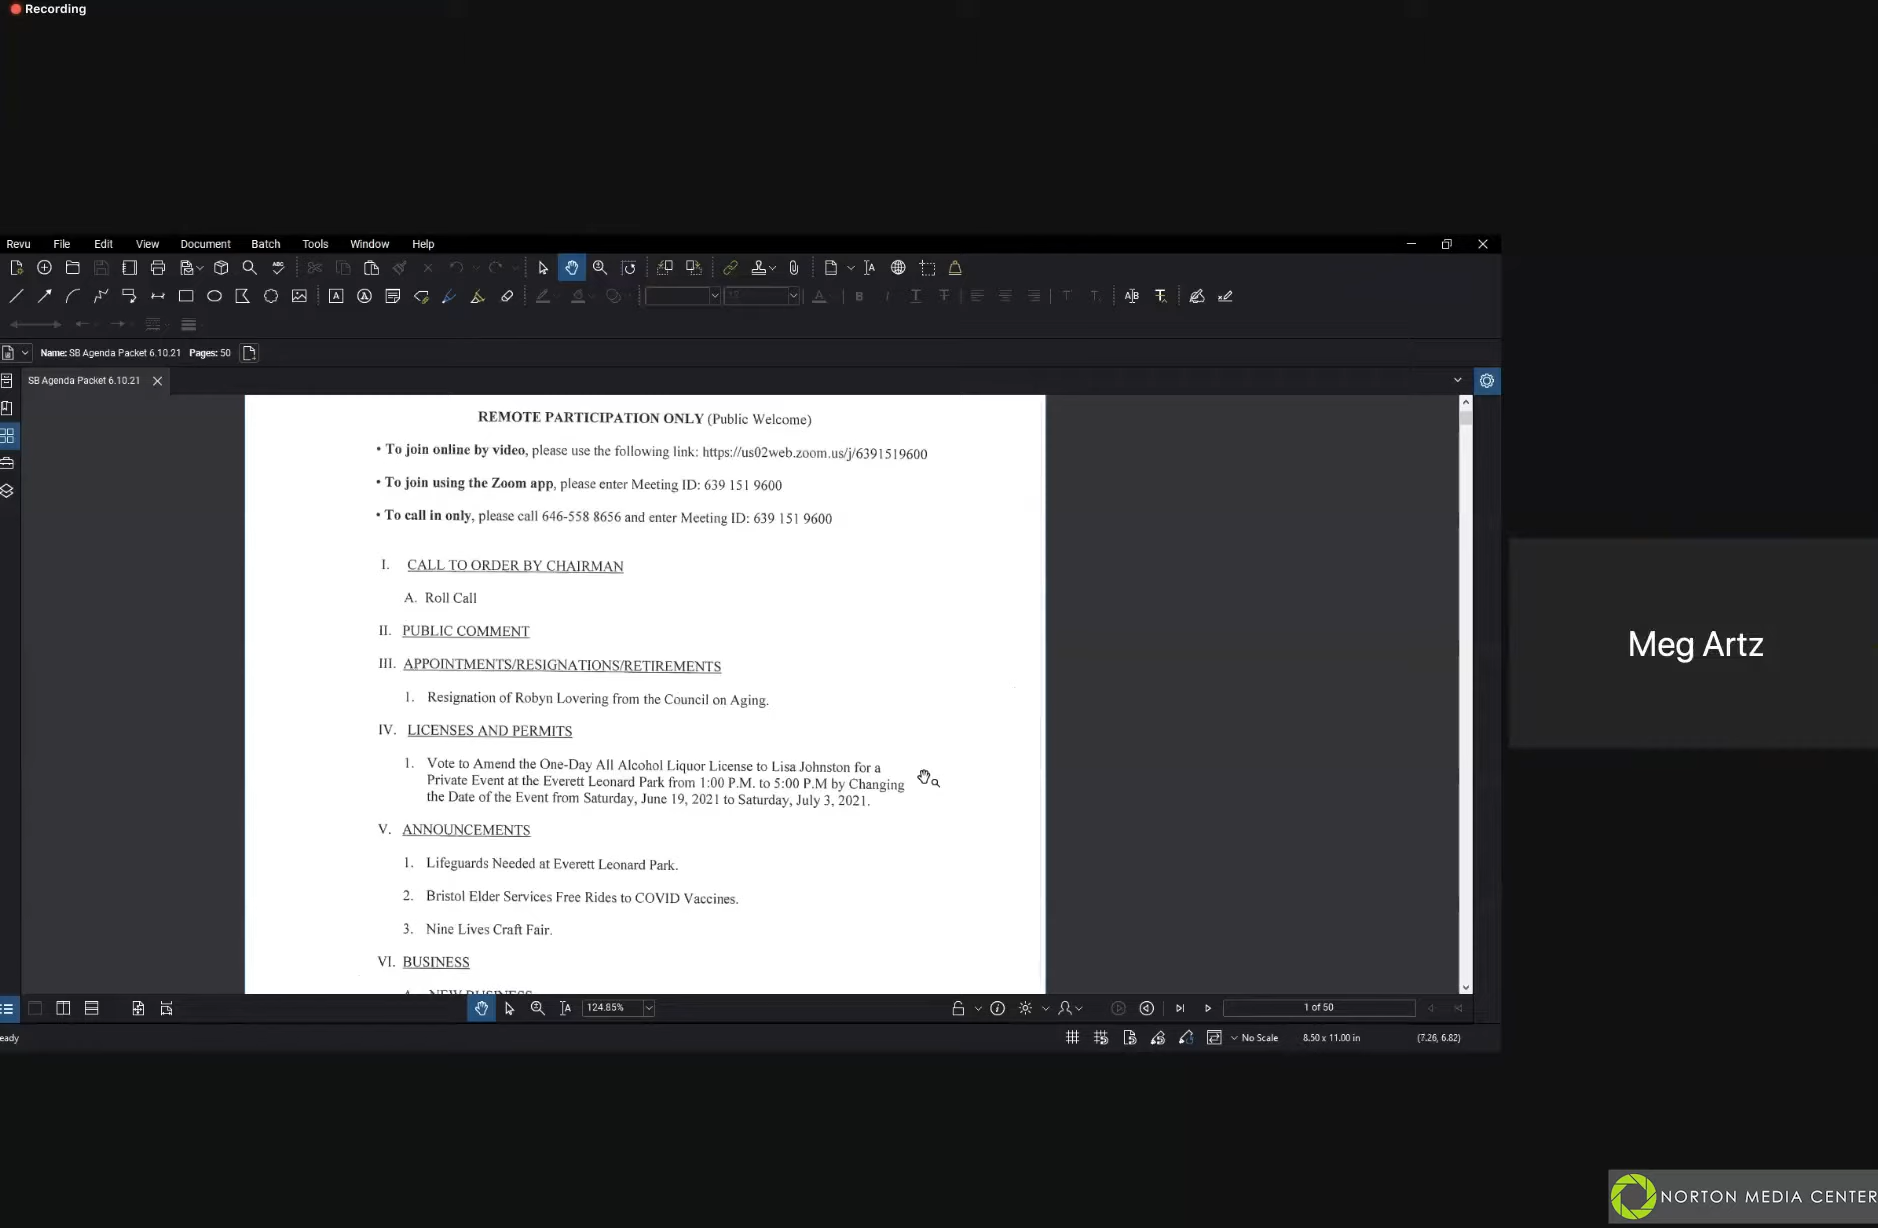 Recording
Revu File Edit View Document Batch Tools Window Help
Name: SB Agenda Packet 6.10.21 Pages: 50
SB Agenda Packet 6.10.21
REMOTE PARTICIPATION ONLY (Public Welcome)
• To join online by video, please use the following link: https://us02web.zoom.us/j/6391519600
• To join using the Zoom app, please enter Meeting ID: 639 151 9600
• To call in only, please call 646-558 8656 and enter Meeting ID: 639 151 9600
I. CALL TO ORDER BY CHAIRMAN
A. Roll Call
II. PUBLIC COMMENT
III. APPOINTMENTS/RESIGNATIONS/RETIREMENTS
1. Resignation of Robyn Lovering from the Council on Aging.
IV. LICENSES AND PERMITS
1. Vote to Amend the One-Day All Alcohol Liquor License to Lisa Johnston for a
Private Event at the Everett Leonard Park from 1:00 P.M. to 5:00 P.M by Changing
the Date of the Event from Saturday, June 19, 2021 to Saturday, July 3, 2021.
V. ANNOUNCEMENTS
1. Lifeguards Needed at Everett Leonard Park.
2. Bristol Elder Services Free Rides to COVID Vaccines.
3. Nine Lives Craft Fair.
VI. BUSINESS
A. NEW BUSINESS
Meg Artz
124.85%
1 of 50
eady
No Scale 8.50 x 11.00 in (7.26, 6.82)
NORTON MEDIA CENTER